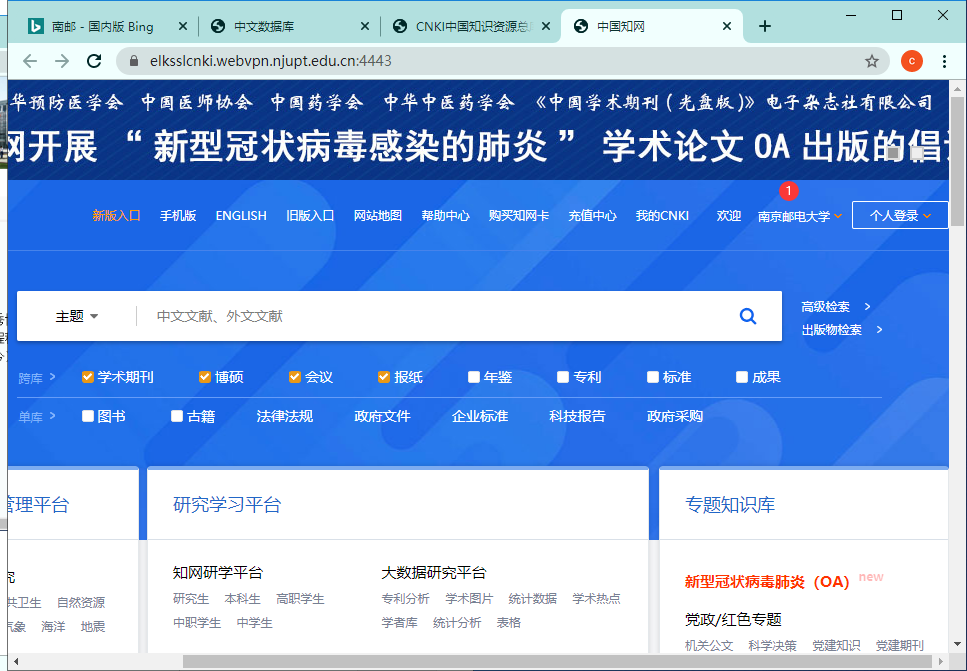 南邮 - 国内版 Bing
中文数据库
CNKI中国知识资源总
中国知网
elksslcnki.webvpn.njupt.edu.cn:4443
c
华预防医学会 中国医师协会 中国药学会 中华中医药学会 《中国学术期刊(光盘版)》电子杂志社有限公司
网开展 “新型冠状病毒感染的肺炎” 学术论文 OA 出版的倡
1
新版入口 手机版 ENGLISH 旧版入口 网站地图 帮助中心 购买知网卡 充值中心 我的CNKI 欢迎 南京邮电大学 个人登录
主题 中文文献、外文文献
高级检索 >
出版物检索 >
跨库 > 学术期刊 博硕 会议 报纸 年鉴 专利 标准 成果
单库 > 图书 古籍 法律法规 政府文件 企业标准 科技报告 政府采购
管理平台 研究学习平台 专题知识库
究
共卫生 自然资源
气象 海洋 地震
知网研学平台
研究生 本科生 高职学生
中职学生 中学生
大数据研究平台
专利分析 学术图片 统计数据 学术热点
学者库 统计分析 表格
新型冠状病毒肺炎（OA） new
党政/红色专题
机关公文 科学决策 党建知识 党建期刊